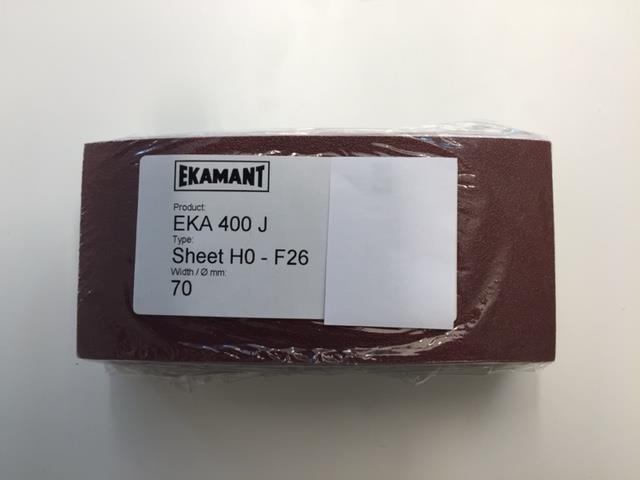 EKAMANT
Product:
EKA 400 J
Type:
Sheet H0 - F26
Width / Ø mm:
70